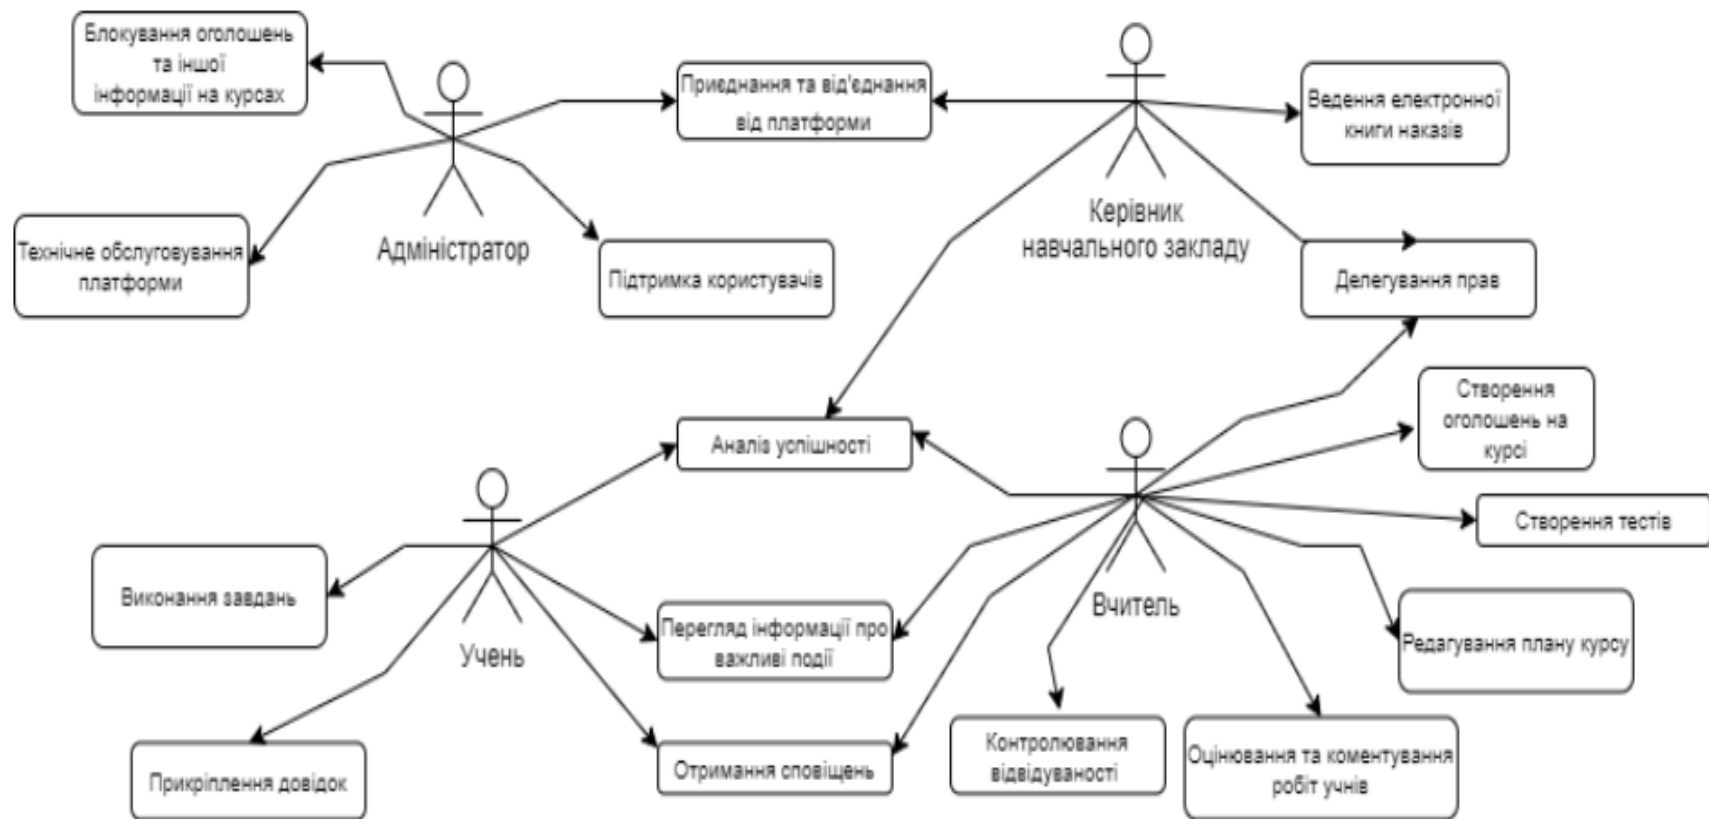 Блокування оголошень
та іншої
інформації на курсах
Приєднання та від'єднання
від платформи
Ведення електронної
книги наказів
Адміністратор
Керівник
навчального закладу
Технічне обслуговування
платформи
Підтримка користувачів
Делегування прав
Створення
оголошень на
курсі
Аналіз успішності
Створення тестів
Виконання завдань
Учень
Перегляд інформації про
важливі події
Вчитель
Редагування плану курсу
Прикріплення довідок
Отримання сповіщень
Контролювання
відвідуваності
Оцінювання та коментування
робіт учнів